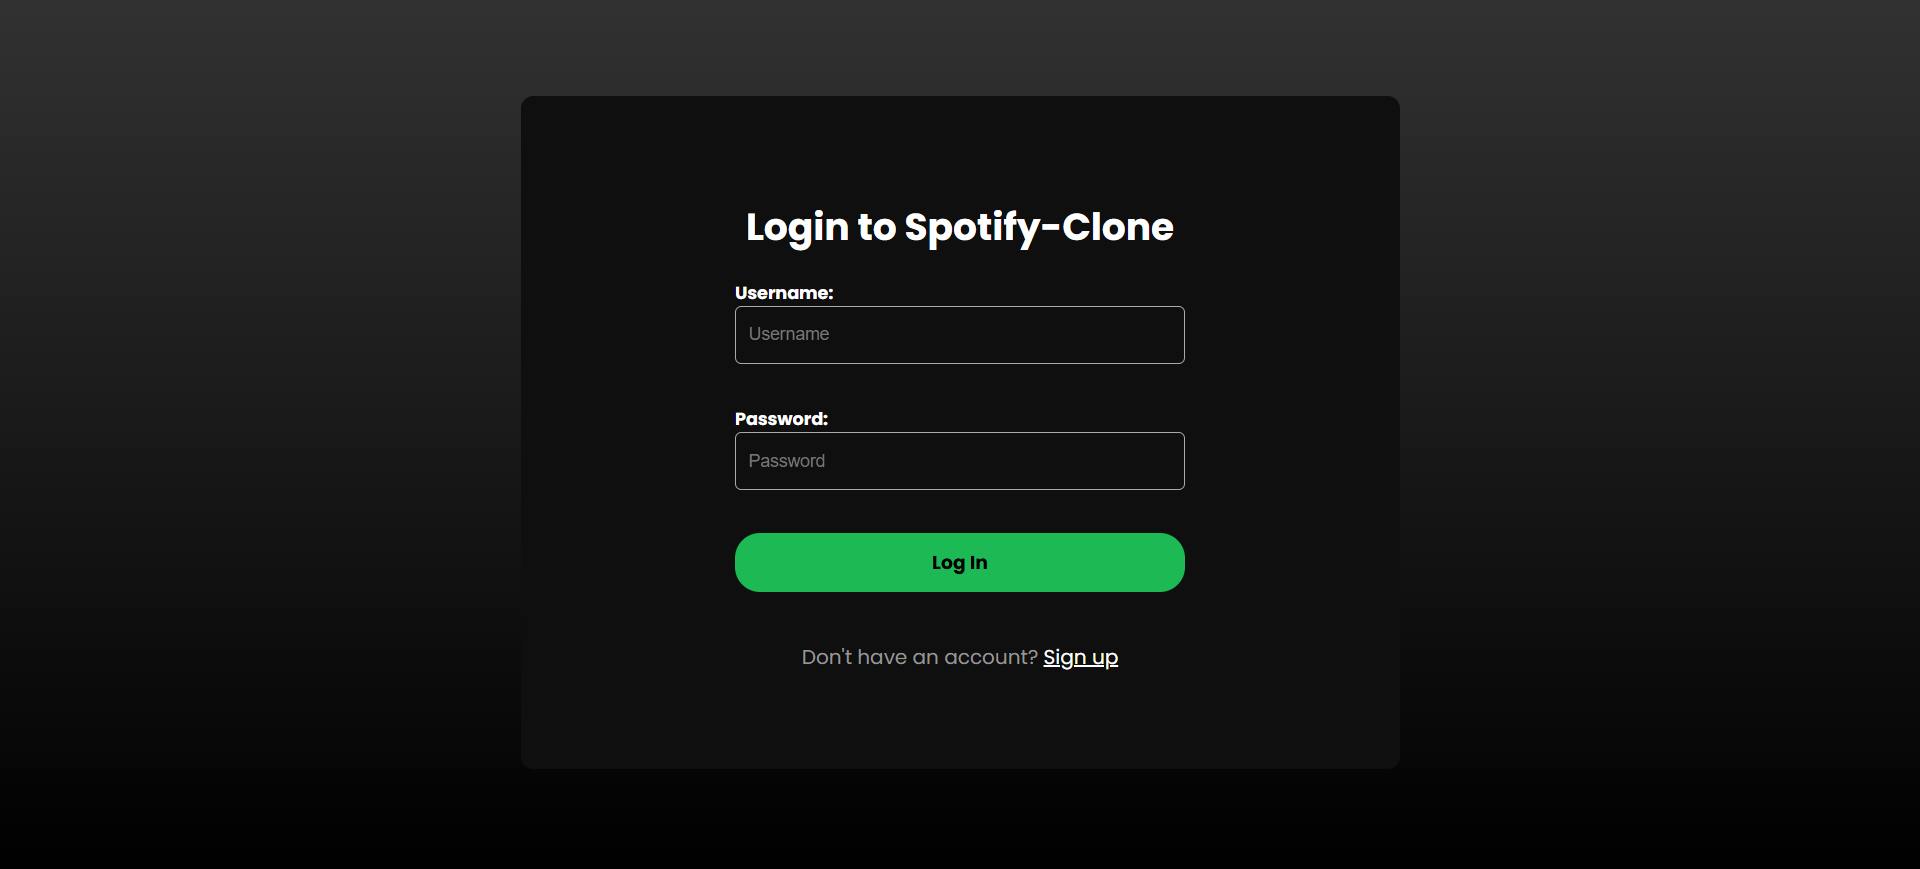 Login to Spotify-Clone
Username:
Username
Password:
Password
Log In
Don't have an account? Sign up